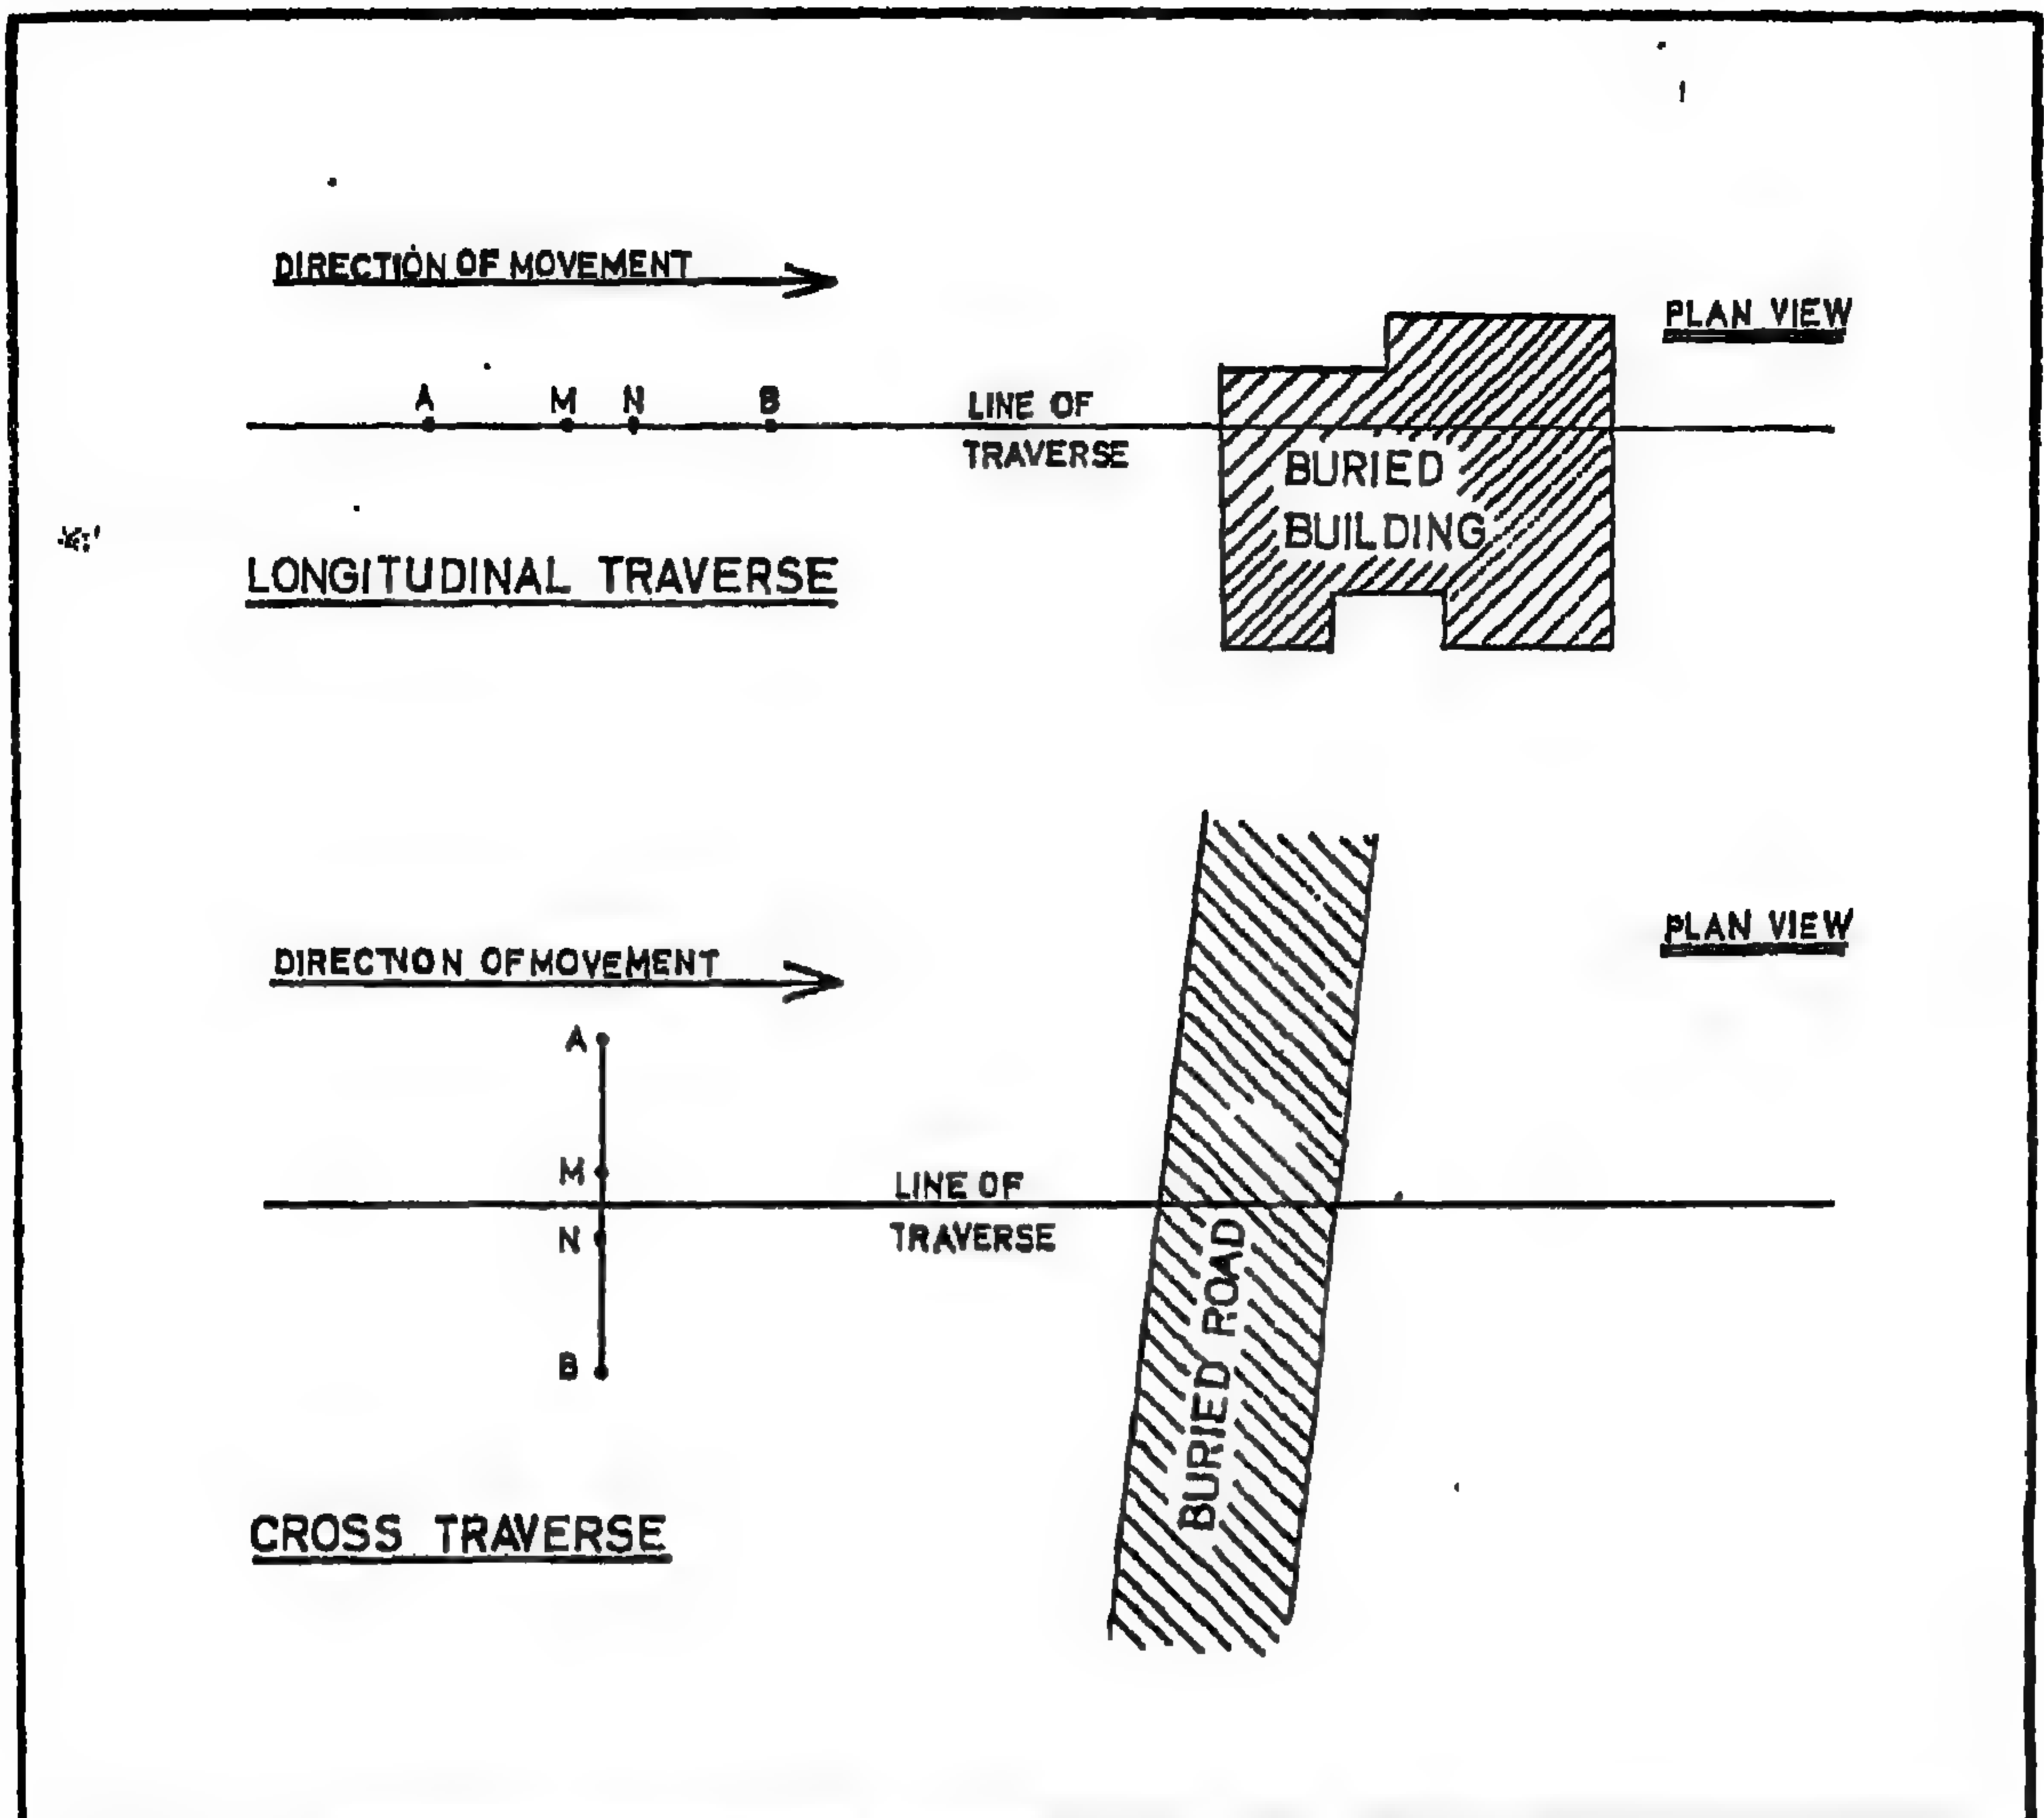 DIRECTION OF MOVEMENT
PLAN VIEW
A M N B
LINE OF
TRAVERSE
BURIED
BUILDING
LONGITUDINAL TRAVERSE
DIRECTION OF MOVEMENT
PLAN VIEW
A
M
LINE OF
N
TRAVERSE
B
BURIED ROAD
CROSS TRAVERSE